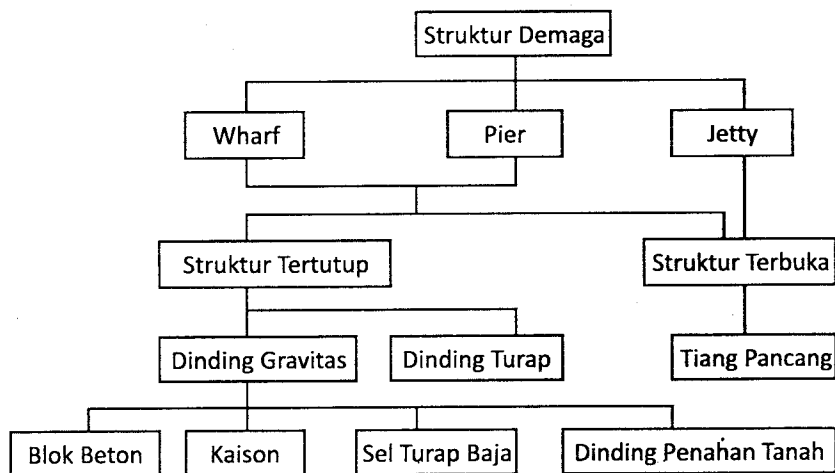 Struktur Demaga
Wharf
Pier
Jetty
Struktur Tertutup
Struktur Terbuka
Dinding Gravitas
Dinding Turap
Tiang Pancang
Blok Beton
Kaison
Sel Turap Baja
Dinding Penahan Tanah